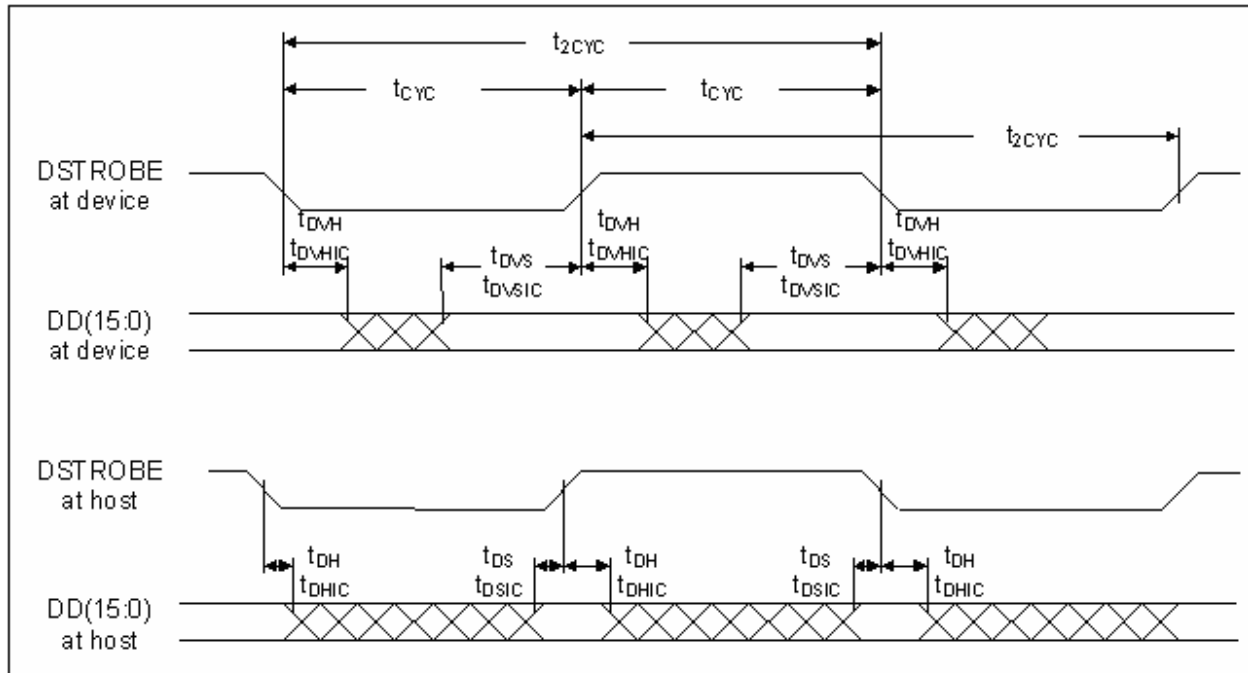 t2CYC
tCYC tCYC
t2CYC
DSTROBE
at device
tDVH tDVH tDVH
tDVHIC tDVS tDVHIC tDVS tDVHIC
tDVSIC tDVSIC
DD(15:0)
at device
DSTROBE
at host
tDH tDS tDH tDS tDH
tDHIC tDSIC tDHIC tDSIC tDHIC
DD(15:0)
at host